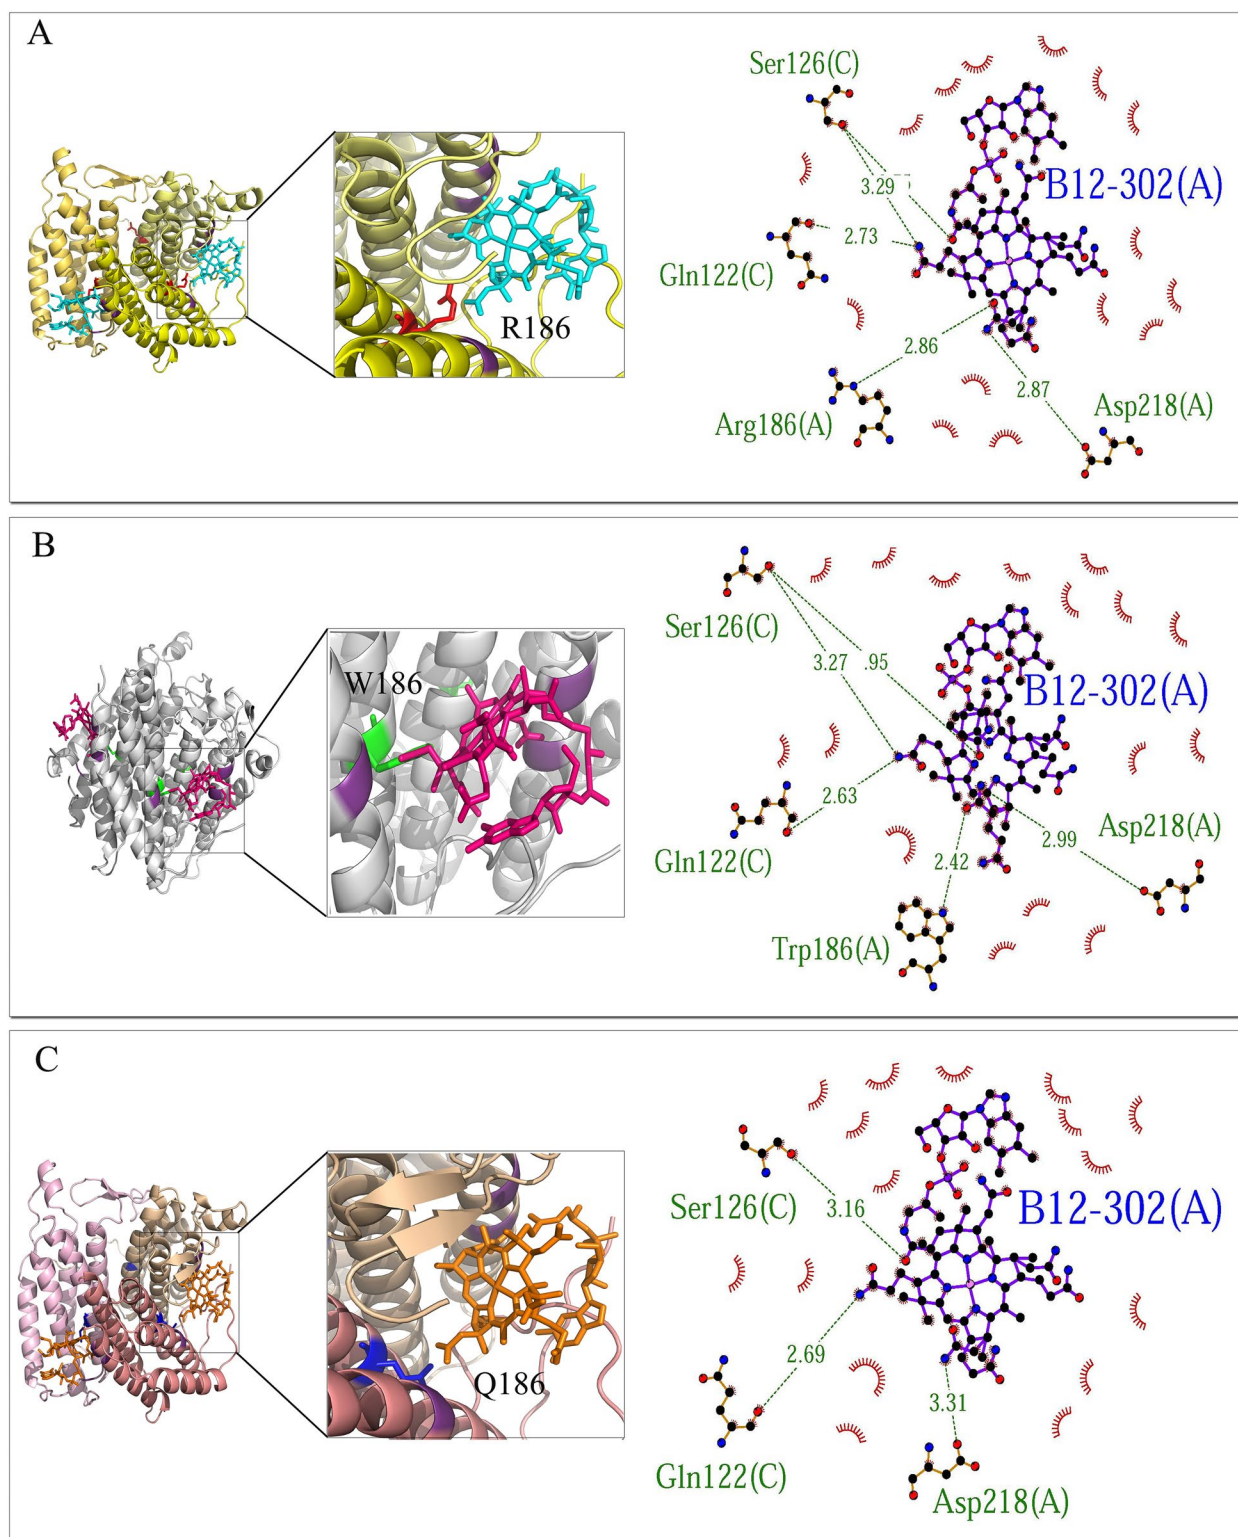 A
Ser126(C)
B12-302(A)
3.29
2.73
R186
Gln122(C)
2.86
2.87
Arg186(A)
Asp218(A)
B
Ser126(C)
W186
3.27
.95
B12-302(A)
2.63
2.99
Asp218(A)
Gln122(C)
2.42
Trp186(A)
C
Ser126(C)
3.16
B12-302(A)
2.69
Q186
3.31
Gln122(C)
Asp218(A)